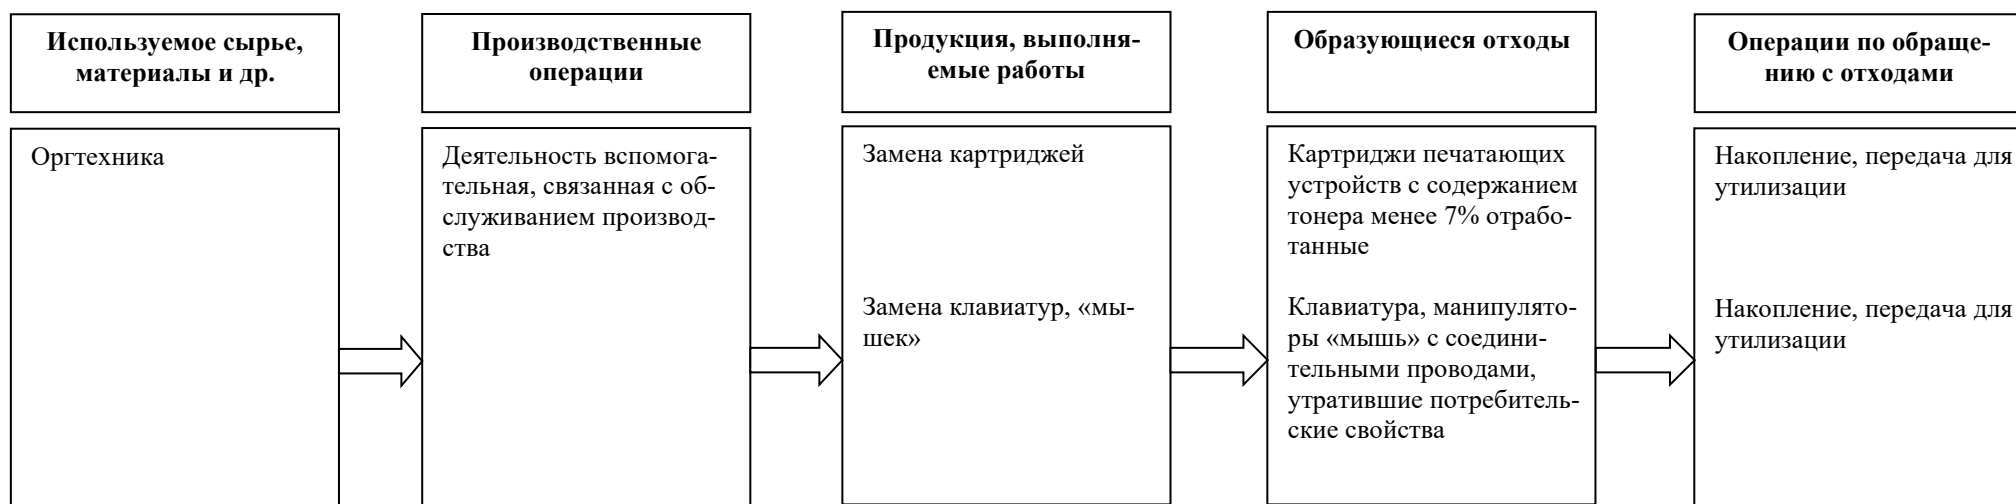 Используемое сырье,
материалы и др.
Производственные
операции
Продукция, выполня-
емые работы
Образующиеся отходы
Операции по обраще-
нию с отходами
Оргтехника
Деятельность вспомога-
тельная, связанная с об-
служиванием производ-
ства
Замена картриджей
Замена клавиатур, «мы-
шек»
Картриджи печатающих
устройств с содержанием
тонера менее 7% отрабо-
танные
Клавиатура, манипулято-
ры «мышь» с соедини-
тельными проводами,
утратившие потребитель-
ские свойства
Накопление, передача для
утилизации
Накопление, передача для
утилизации